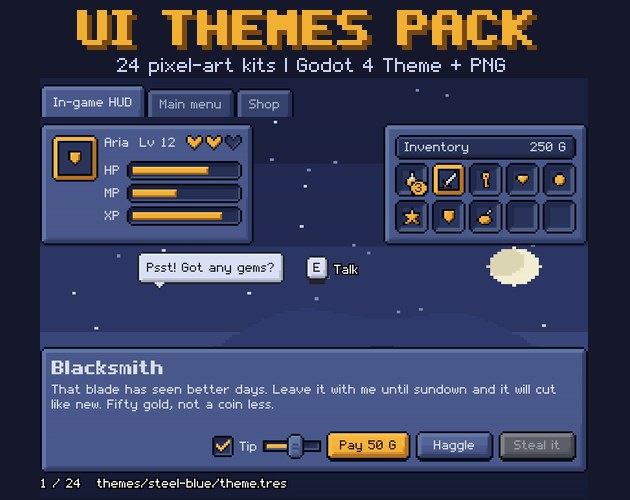 UI THEMES PACK
24 pixel-art kits | Godot 4 Theme + PNG
In-game HUD Main menu Shop
Aria Lv 12
Inventory 250 G
HP
3
MP
XP
Psst! Got any gems? E Talk
Blacksmith
That blade has seen better days. Leave it with me until sundown and it will cut
like new. Fifty gold, not a coin less.
Tip Pay 50 G Haggle Steal it
1 / 24 themes/steel-blue/theme.tres